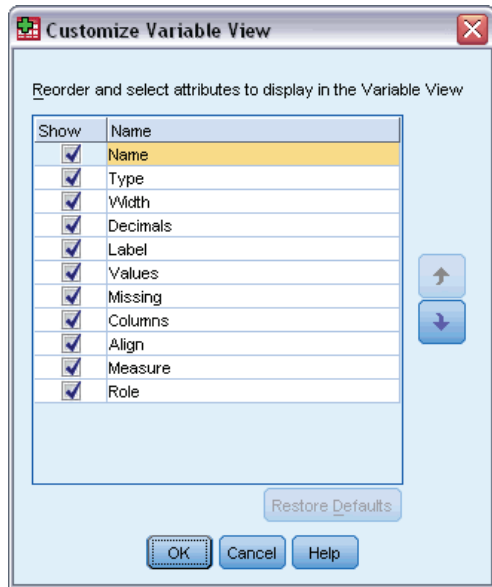 Customize Variable View
Reorder and select attributes to display in the Variable View
Show Name
Name
Type
Width
Decimals
Label
Values
Missing
Columns
Align
Measure
Role
Restore Defaults
OK Cancel Help